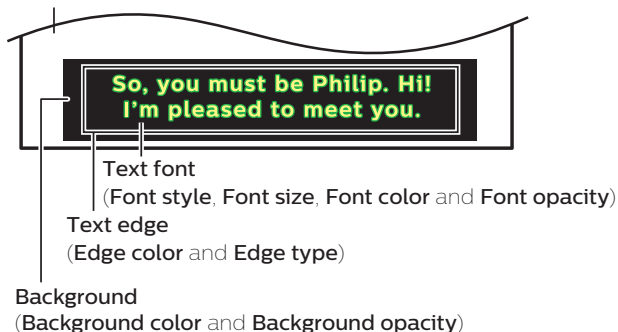 So, you must be Philip. Hi!
I'm pleased to meet you.
Text font
(Font style, Font size, Font color and Font opacity)
Text edge
(Edge color and Edge type)
Background
(Background color and Background opacity)